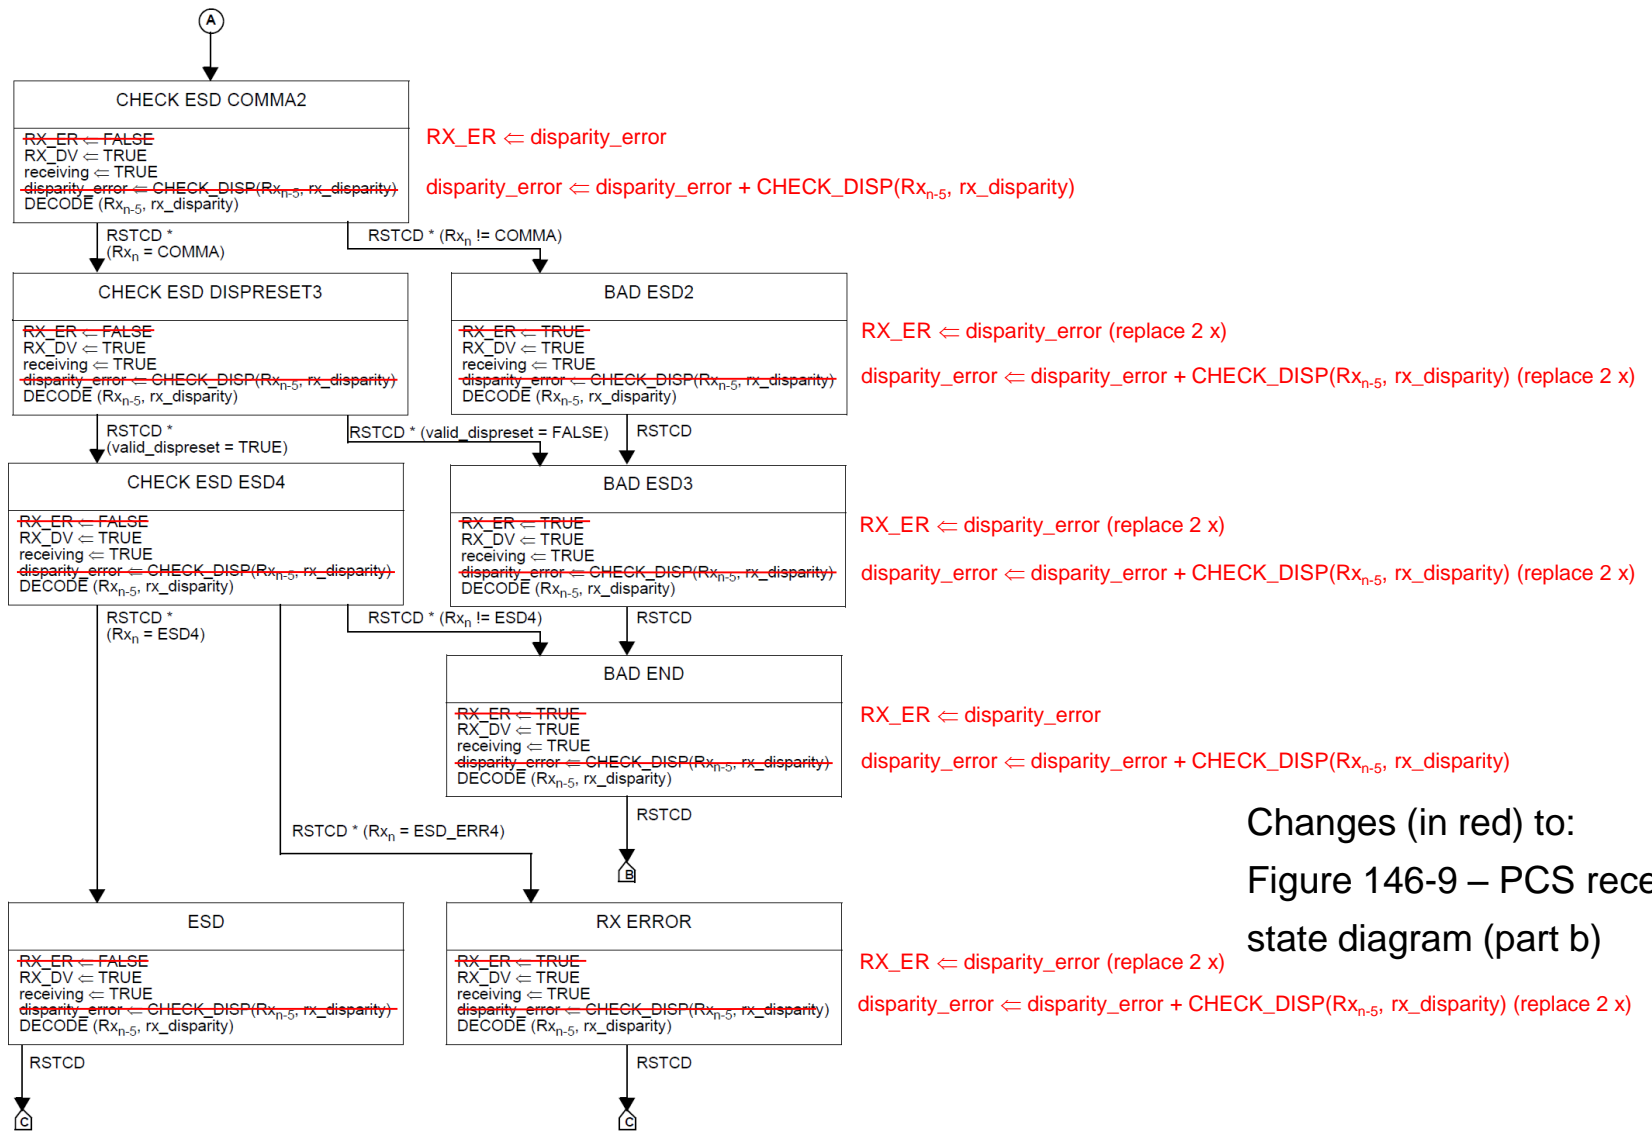 A
CHECK ESD COMMA2
RX_ER ⇐ FALSE
RX_DV ⇐ TRUE
receiving ⇐ TRUE
disparity_error ⇐ CHECK_DISP(Rxn-5, rx_disparity)
DECODE (Rxn-5, rx_disparity)
RX_ER ⇐ disparity_error
disparity_error ⇐ disparity_error + CHECK_DISP(Rxn-5, rx_disparity)
RSTCD *
(Rxn = COMMA)
RSTCD * (Rxn != COMMA)
CHECK ESD DISPRESET3
RX_ER ⇐ FALSE
RX_DV ⇐ TRUE
receiving ⇐ TRUE
disparity_error ⇐ CHECK_DISP(Rxn-5, rx_disparity)
DECODE (Rxn-5, rx_disparity)
BAD ESD2
RX_ER ⇐ TRUE
RX_DV ⇐ TRUE
receiving ⇐ TRUE
disparity_error ⇐ CHECK_DISP(Rxn-5, rx_disparity)
DECODE (Rxn-5, rx_disparity)
RX_ER ⇐ disparity_error (replace 2 x)
disparity_error ⇐ disparity_error + CHECK_DISP(Rxn-5, rx_disparity) (replace 2 x)
RSTCD *
(valid_dispreset = TRUE)
RSTCD * (valid_dispreset = FALSE)
RSTCD
CHECK ESD ESD4
RX_ER ⇐ FALSE
RX_DV ⇐ TRUE
receiving ⇐ TRUE
disparity_error ⇐ CHECK_DISP(Rxn-5, rx_disparity)
DECODE (Rxn-5, rx_disparity)
BAD ESD3
RX_ER ⇐ TRUE
RX_DV ⇐ TRUE
receiving ⇐ TRUE
disparity_error ⇐ CHECK_DISP(Rxn-5, rx_disparity)
DECODE (Rxn-5, rx_disparity)
RX_ER ⇐ disparity_error (replace 2 x)
disparity_error ⇐ disparity_error + CHECK_DISP(Rxn-5, rx_disparity) (replace 2 x)
RSTCD *
(Rxn = ESD4)
RSTCD * (Rxn != ESD4)
RSTCD
BAD END
RX_ER ⇐ TRUE
RX_DV ⇐ TRUE
receiving ⇐ TRUE
disparity_error ⇐ CHECK_DISP(Rxn-5, rx_disparity)
DECODE (Rxn-5, rx_disparity)
RX_ER ⇐ disparity_error
disparity_error ⇐ disparity_error + CHECK_DISP(Rxn-5, rx_disparity)
RSTCD
RSTCD * (Rxn = ESD_ERR4)
B
Changes (in red) to:
Figure 146-9 – PCS rece
state diagram (part b)
ESD
RX_ER ⇐ FALSE
RX_DV ⇐ TRUE
receiving ⇐ TRUE
disparity_error ⇐ CHECK_DISP(Rxn-5, rx_disparity)
DECODE (Rxn-5, rx_disparity)
RX ERROR
RX_ER ⇐ TRUE
RX_DV ⇐ TRUE
receiving ⇐ TRUE
disparity_error ⇐ CHECK_DISP(Rxn-5, rx_disparity)
DECODE (Rxn-5, rx_disparity)
RX_ER ⇐ disparity_error (replace 2 x)
disparity_error ⇐ disparity_error + CHECK_DISP(Rxn-5, rx_disparity) (replace 2 x)
RSTCD
RSTCD
C
C